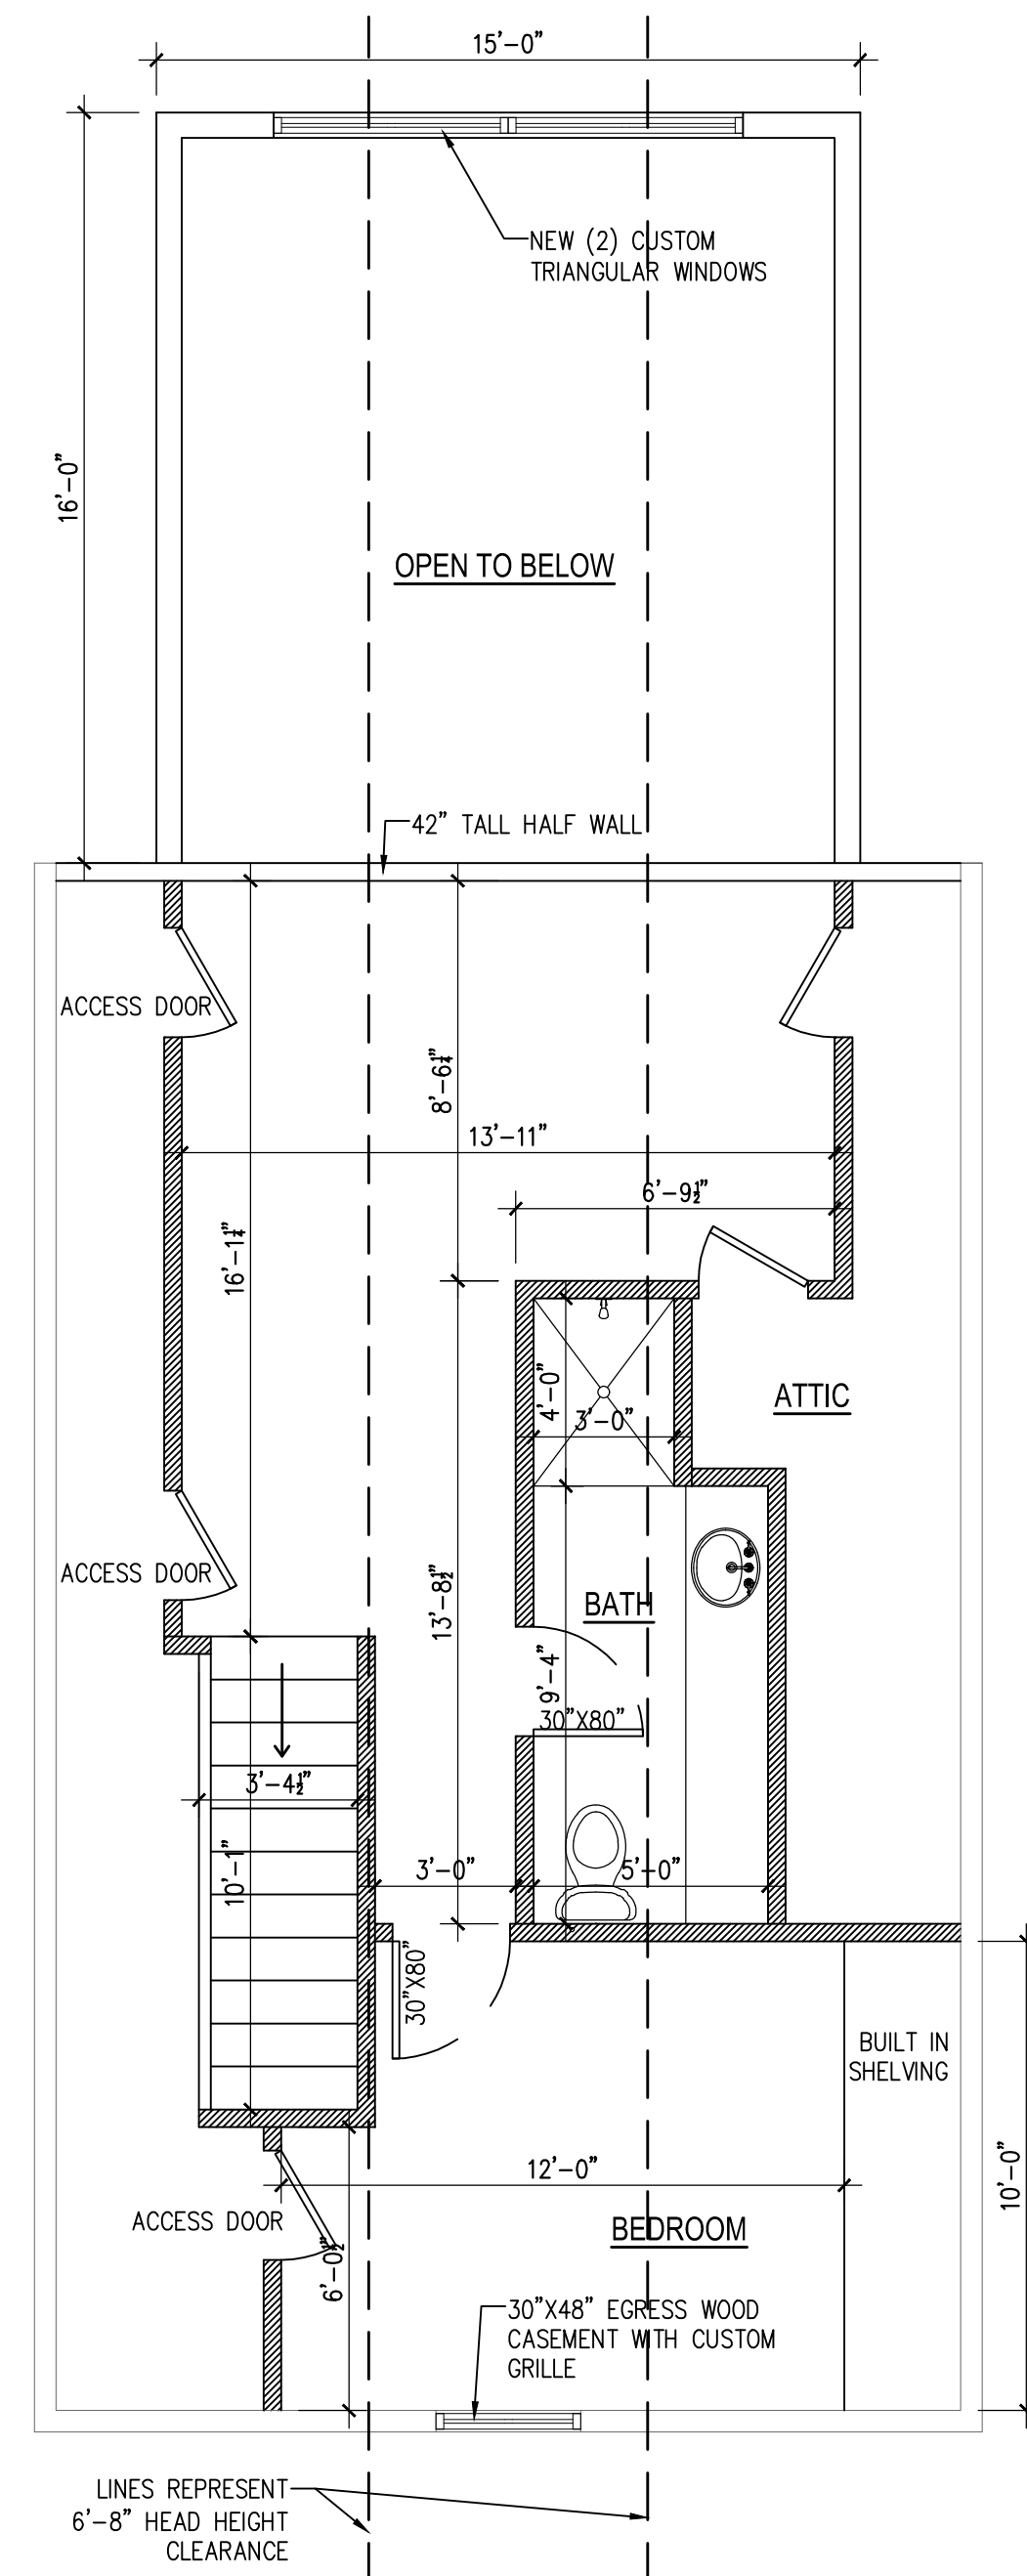 15'-0"
NEW (2) CUSTOM
TRIANGULAR WINDOWS
16'-0"
OPEN TO BELOW
42" TALL HALF WALL
ACCESS DOOR
8'-6¼"
13'-11"
6'-9½"
16'-1¼"
4'-0"
3'-0"
ATTIC
ACCESS DOOR
13'-8½"
BATH
9'-4"
30"X80"
3'-4½"
10'-1"
3'-0"
5'-0"
30"X80"
BUILT IN
SHELVING
12'-0"
10'-0"
ACCESS DOOR
BEDROOM
6'-0½"
30"X48" EGRESS WOOD
CASEMENT WITH CUSTOM
GRILLE
LINES REPRESENT
6'-8" HEAD HEIGHT
CLEARANCE